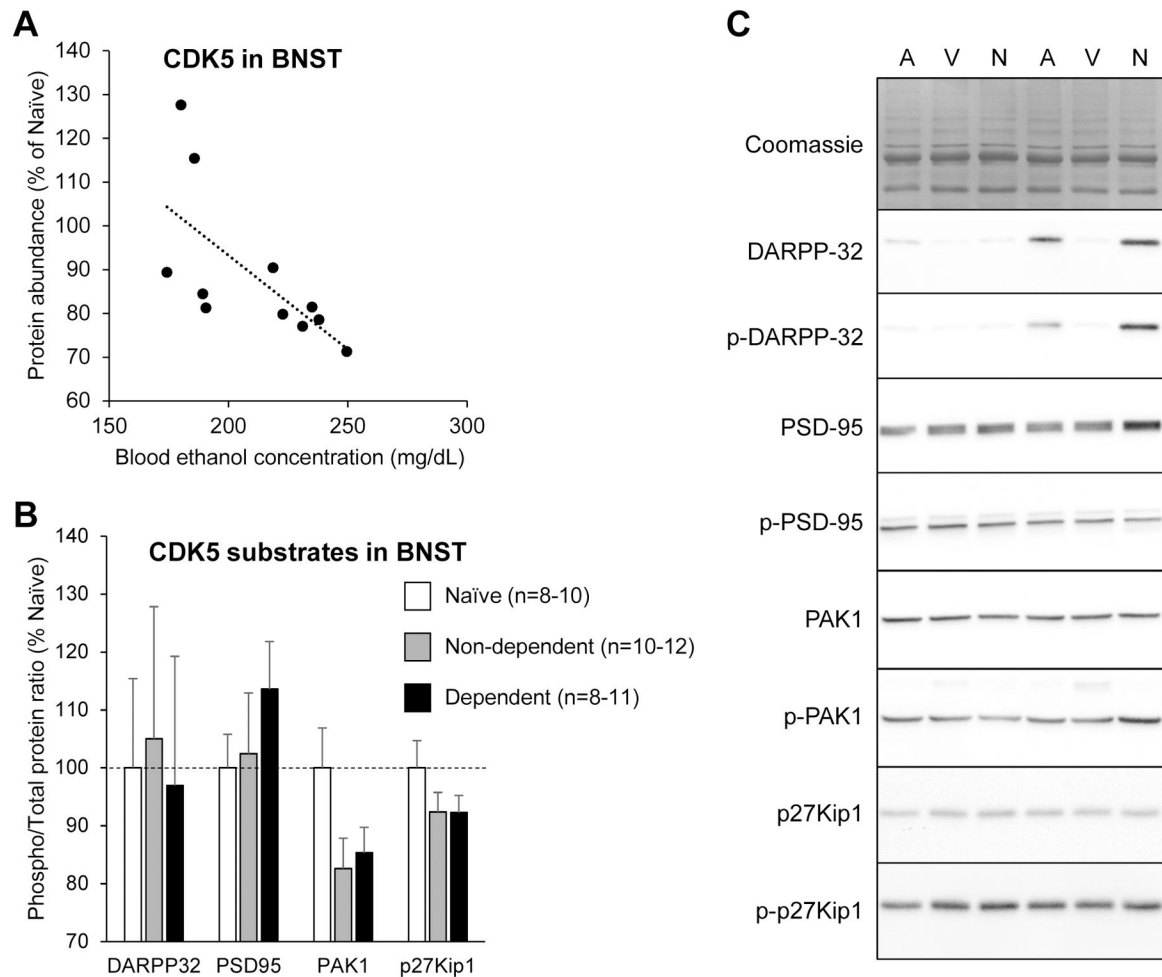 A
CDK5 in BNST
Protein abundance (% of Naïve)
140
130
120
110
100
90
80
70
60
150
200
250
300
Blood ethanol concentration (mg/dL)
B
CDK5 substrates in BNST
Phospho/Total protein ratio (% Naïve)
140
130
120
110
100
90
80
70
Naïve (n=8-10)
Non-dependent (n=10-12)
Dependent (n=8-11)
DARPP32
PSD95
PAK1
p27Kip1
C
A V N A V N
Coomassie
DARPP-32
p-DARPP-32
PSD-95
p-PSD-95
PAK1
p-PAK1
p27Kip1
p-p27Kip1